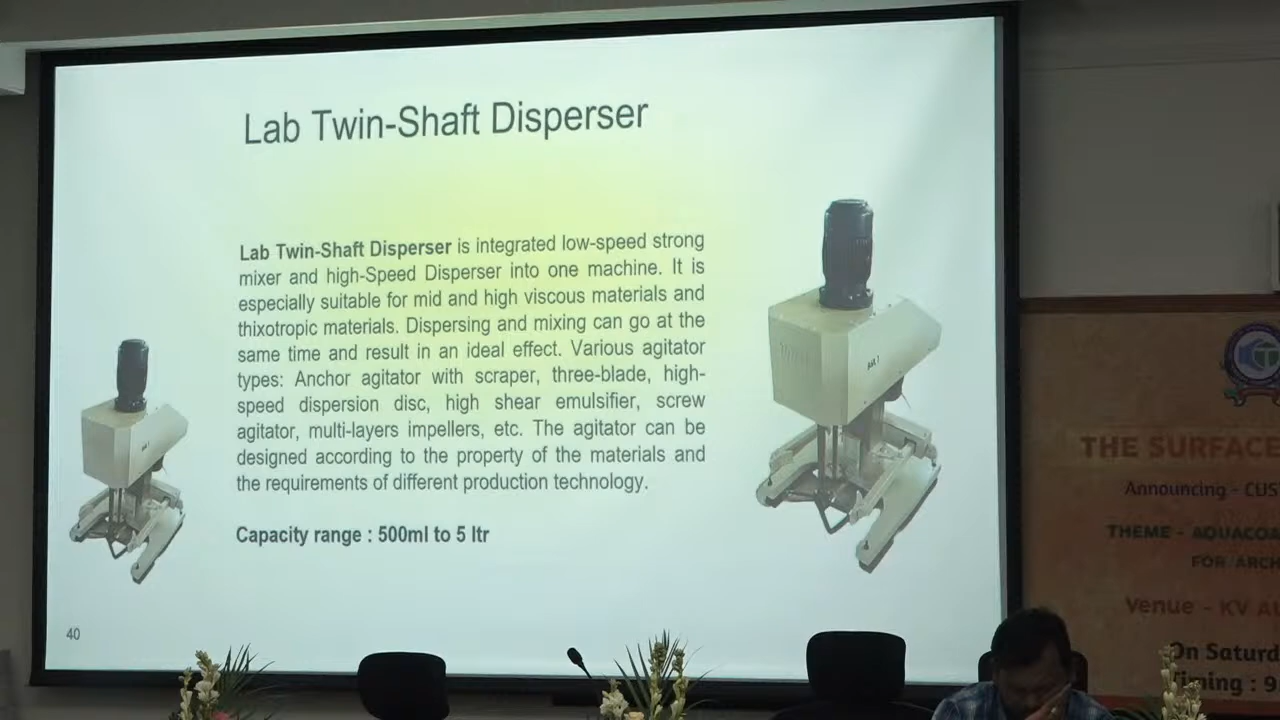 Lab Twin-Shaft Disperser
Lab Twin-Shaft Disperser is integrated low-speed strong
mixer and high-Speed Disperser into one machine. It is
especially suitable for mid and high viscous materials and
thixotropic materials. Dispersing and mixing can go at the
same time and result in an ideal effect. Various agitator
types: Anchor agitator with scraper, three-blade, high-
speed dispersion disc, high shear emulsifier, screw
agitator, multi-layers impellers, etc. The agitator can be
designed according to the property of the materials and
the requirements of different production technology.
Capacity range : 500ml to 5 ltr
40
THE SURFACE
Announcing - CUS
THEME - AQUACOA
FOR ARCH
Venue - KV A
On Saturd
Timing : 9